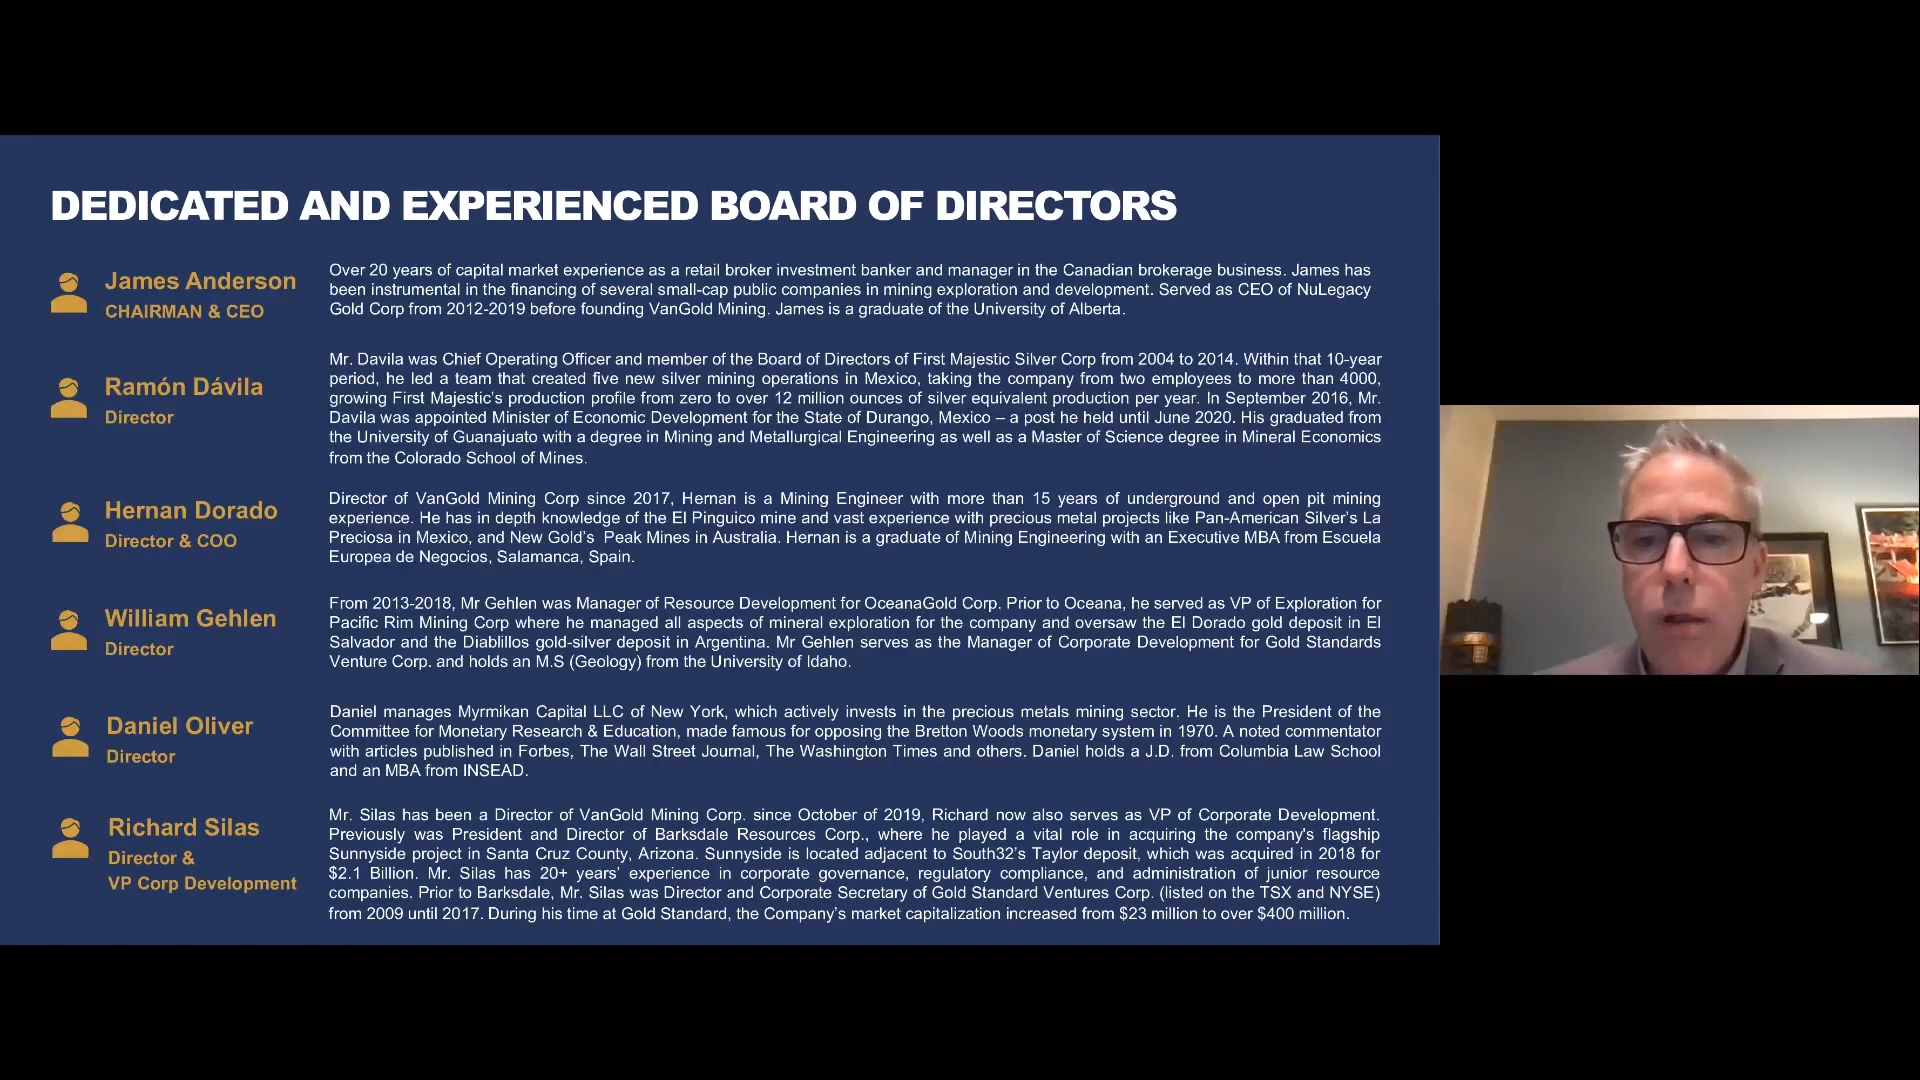 DEDICATED AND EXPERIENCED BOARD OF DIRECTORS
James Anderson
CHAIRMAN & CEO
Over 20 years of capital market experience as a retail broker investment banker and manager in the Canadian brokerage business. James has
been instrumental in the financing of several small-cap public companies in mining exploration and development. Served as CEO of NuLegacy
Gold Corp from 2012-2019 before founding VanGold Mining. James is a graduate of the University of Alberta.
Ramón Dávila
Director
Mr. Davila was Chief Operating Officer and member of the Board of Directors of First Majestic Silver Corp from 2004 to 2014. Within that 10-year
period, he led a team that created five new silver mining operations in Mexico, taking the company from two employees to more than 4000,
growing First Majestic's production profile from zero to over 12 million ounces of silver equivalent production per year. In September 2016, Mr.
Davila was appointed Minister of Economic Development for the State of Durango, Mexico – a post he held until June 2020. His graduated from
the University of Guanajuato with a degree in Mining and Metallurgical Engineering as well as a Master of Science degree in Mineral Economics
from the Colorado School of Mines.
Hernan Dorado
Director & COO
Director of VanGold Mining Corp since 2017, Hernan is a Mining Engineer with more than 15 years of underground and open pit mining
experience. He has in depth knowledge of the El Pinguico mine and vast experience with precious metal projects like Pan-American Silver's La
Preciosa in Mexico, and New Gold's Peak Mines in Australia. Hernan is a graduate of Mining Engineering with an Executive MBA from Escuela
Europea de Negocios, Salamanca, Spain.
William Gehlen
Director
From 2013-2018, Mr Gehlen was Manager of Resource Development for OceanaGold Corp. Prior to Oceana, he served as VP of Exploration for
Pacific Rim Mining Corp where he managed all aspects of mineral exploration for the company and oversaw the El Dorado gold deposit in El
Salvador and the Diablillos gold-silver deposit in Argentina. Mr Gehlen serves as the Manager of Corporate Development for Gold Standards
Venture Corp. and holds an M.S (Geology) from the University of Idaho.
Daniel Oliver
Director
Daniel manages Myrmikan Capital LLC of New York, which actively invests in the precious metals mining sector. He is the President of the
Committee for Monetary Research & Education, made famous for opposing the Bretton Woods monetary system in 1970. A noted commentator
with articles published in Forbes, The Wall Street Journal, The Washington Times and others. Daniel holds a J.D. from Columbia Law School
and an MBA from INSEAD.
Richard Silas
Director &
VP Corp Development
Mr. Silas has been a Director of VanGold Mining Corp. since October of 2019, Richard now also serves as VP of Corporate Development.
Previously was President and Director of Barksdale Resources Corp., where he played a vital role in acquiring the company's flagship
Sunnyside project in Santa Cruz County, Arizona. Sunnyside is located adjacent to South32's Taylor deposit, which was acquired in 2018 for
$2.1 Billion. Mr. Silas has 20+ years' experience in corporate governance, regulatory compliance, and administration of junior resource
companies. Prior to Barksdale, Mr. Silas was Director and Corporate Secretary of Gold Standard Ventures Corp. (listed on the TSX and NYSE)
from 2009 until 2017. During his time at Gold Standard, the Company's market capitalization increased from $23 million to over $400 million.